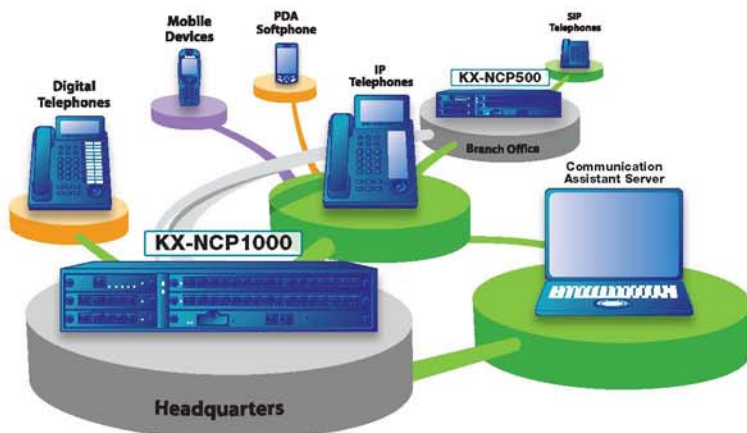 Mobile
Devices
PDA
Softphone
SIP
Telephones
Digital
Telephones
IP
Telephones
KX-NCP500
Branch Office
Communication
Assistant Server
KX-NCP1000
Headquarters